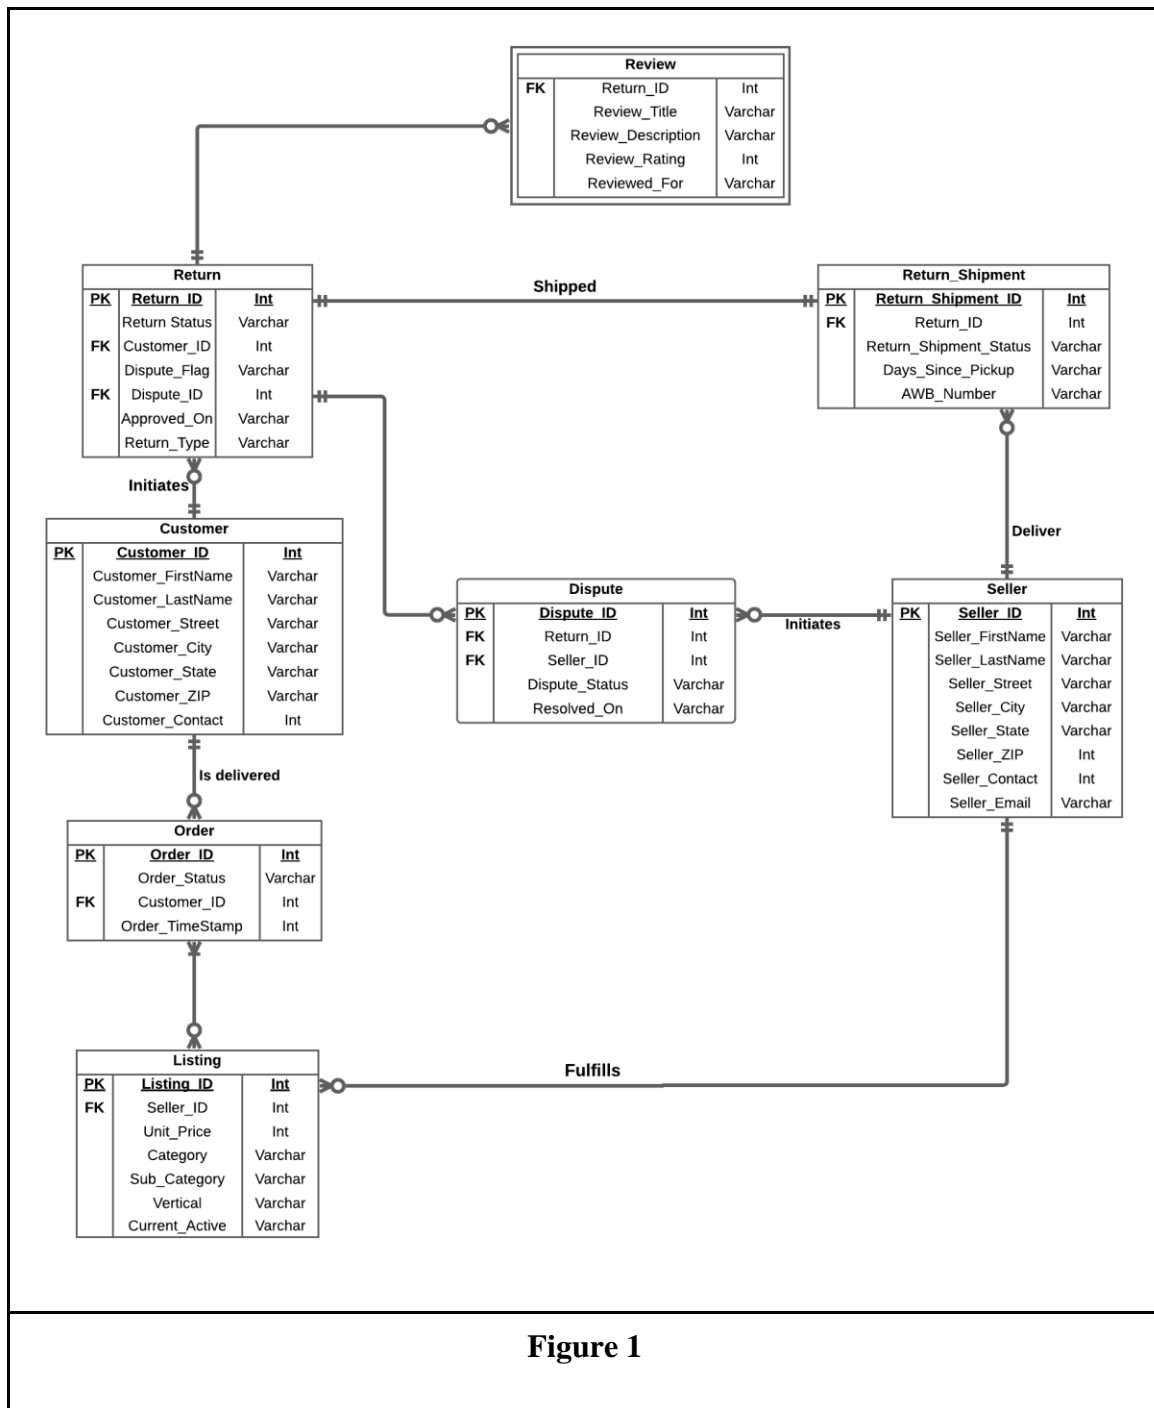 Review
FK Return_ID Int
Review_Title Varchar
Review_Description Varchar
Review_Rating Int
Reviewed_For Varchar
Return
PK Return_ID Int
Return Status Varchar
FK Customer_ID Int
Dispute_Flag Varchar
FK Dispute_ID Int
Approved_On Varchar
Return_Type Varchar
Shipped
Return_Shipment
PK Return_Shipment_ID Int
FK Return_ID Int
Return_Shipment_Status Varchar
Days_Since_Pickup Varchar
AWB_Number Varchar
Initiates
Customer
PK Customer_ID Int
Customer_FirstName Varchar
Customer_LastName Varchar
Customer_Street Varchar
Customer_City Varchar
Customer_State Varchar
Customer_ZIP Varchar
Customer_Contact Int
Deliver
Dispute
PK Dispute_ID Int
FK Return_ID Int
FK Seller_ID Int
Dispute_Status Varchar
Resolved_On Varchar
Initiates
Seller
PK Seller_ID Int
Seller_FirstName Varchar
Seller_LastName Varchar
Seller_Street Varchar
Seller_City Varchar
Seller_State Varchar
Seller_ZIP Int
Seller_Contact Int
Seller_Email Varchar
Is delivered
Order
PK Order_ID Int
Order_Status Varchar
FK Customer_ID Int
Order_TimeStamp Int
Listing
PK Listing_ID Int
FK Seller_ID Int
Unit_Price Int
Category Varchar
Sub_Category Varchar
Vertical Varchar
Current_Active Varchar
Fulfills
Figure 1